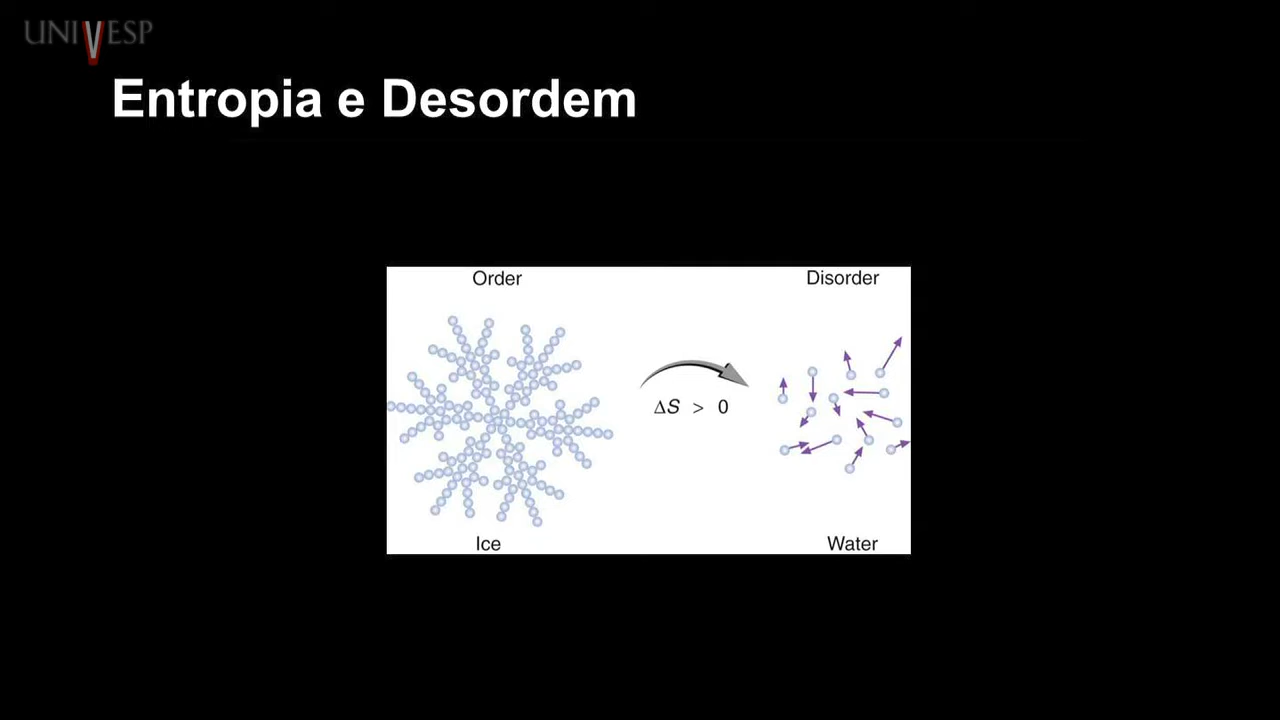 UNIVESP
Entropia e Desordem
Order
Disorder
ΔS > 0
Ice
Water